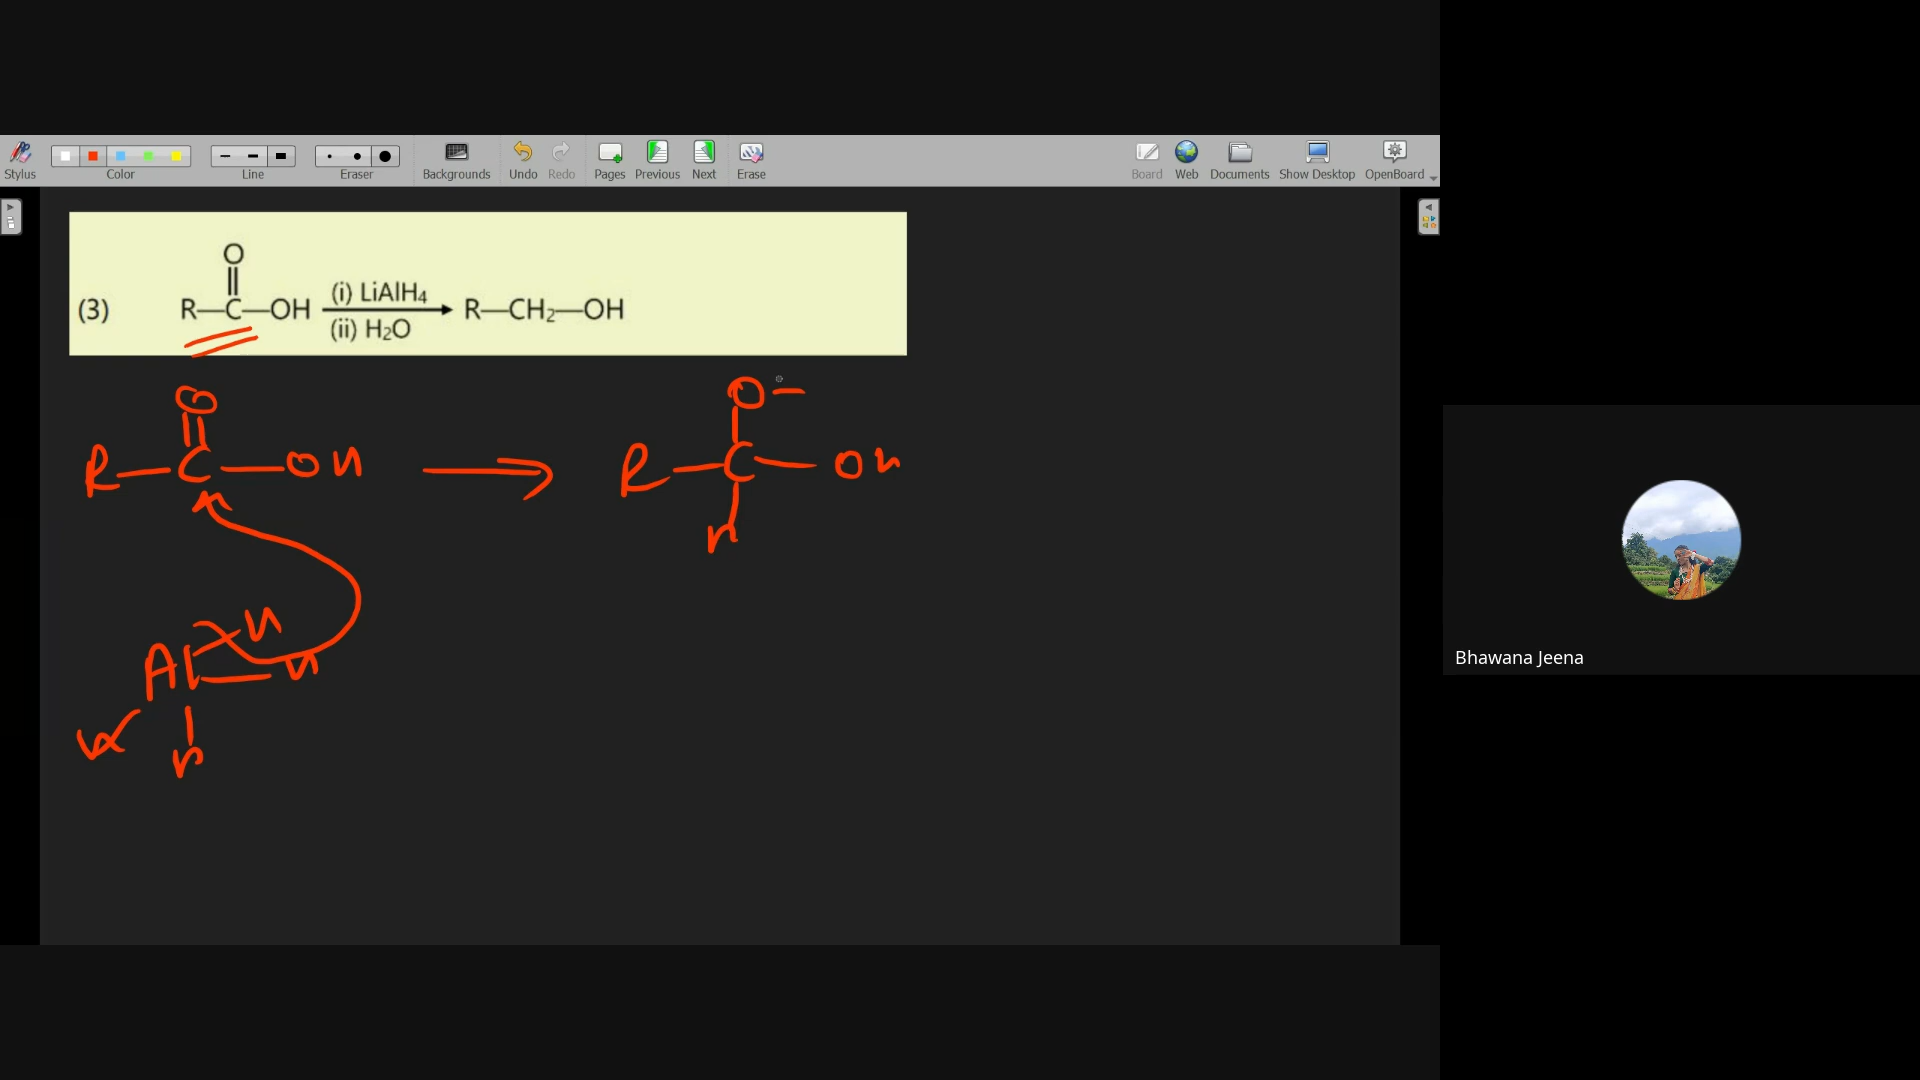 Stylus
Color
Line
Eraser
Backgrounds
Undo Redo
Pages Previous Next
Erase
Board Web Documents Show Desktop OpenBoard
O
(3) R—C—OH (i) LiAlH₄ R—CH₂—OH
(ii) H₂O
O O–
R—C—OH → R—C—OH
H
Al H
H
H H
Bhawana Jeena